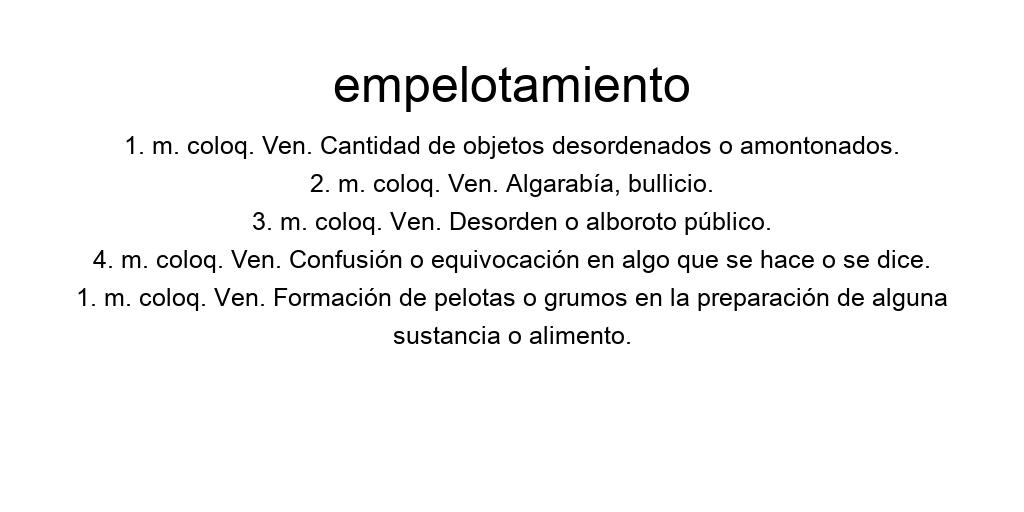 empelotamiento
1. m. coloq. Ven. Cantidad de objetos desordenados o amontonados.
2. m. coloq. Ven. Algarabía, bullicio.
3. m. coloq. Ven. Desorden o alboroto público.
4. m. coloq. Ven. Confusión o equivocación en algo que se hace o se dice.
1. m. coloq. Ven. Formación de pelotas o grumos en la preparación de alguna
sustancia o alimento.